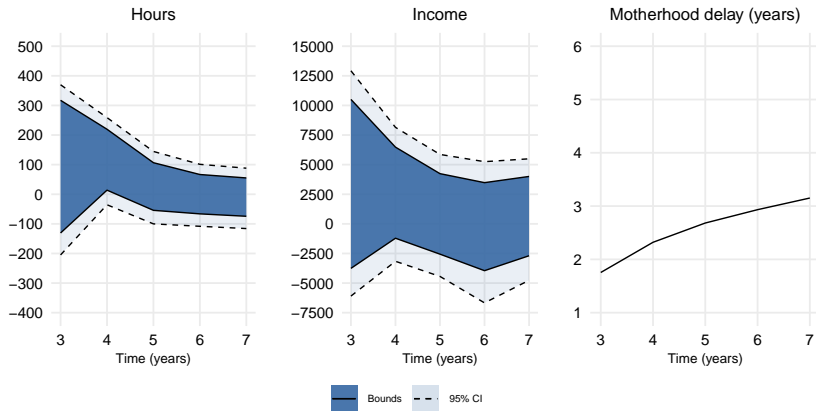 Hours
500
400
300
200
100
0
−100
−200
−300
−400
3 4 5 6 7
Time (years)
Income
15000
12500
10000
7500
5000
2500
0
−2500
−5000
−7500
3 4 5 6 7
Time (years)
Motherhood delay (years)
6
5
4
3
2
1
3 4 5 6 7
Time (years)
Bounds 95% CI